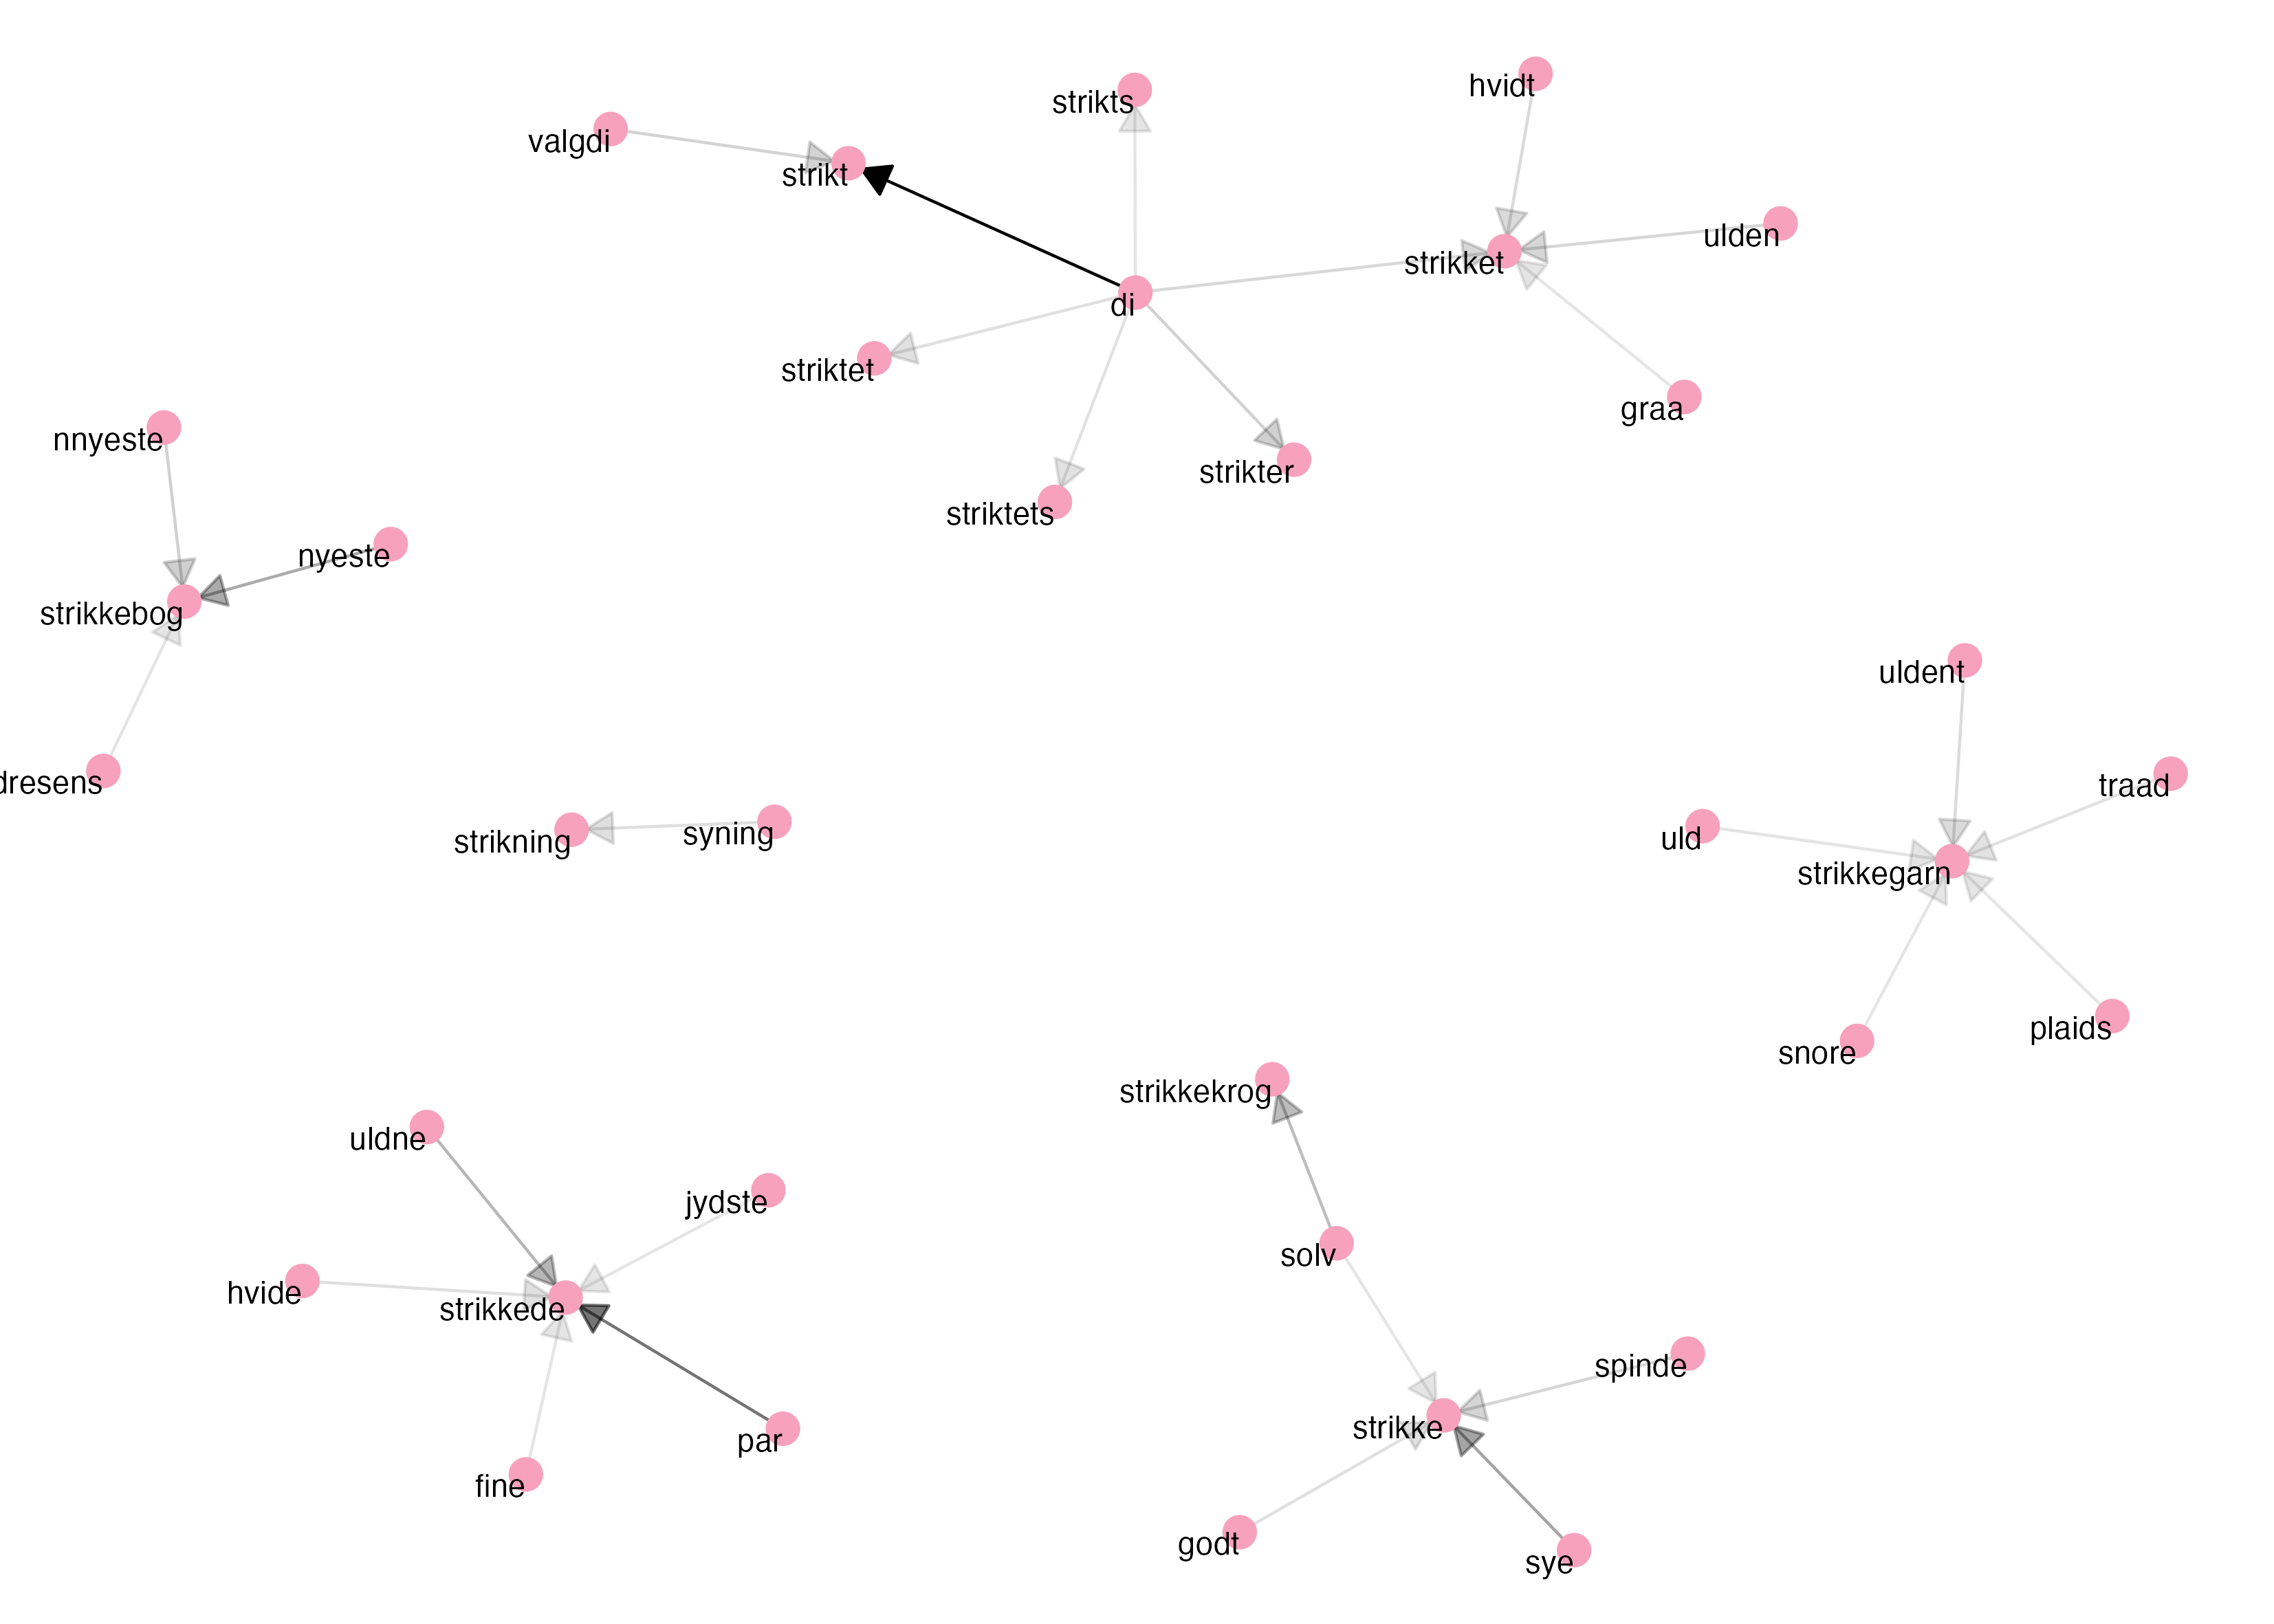 hvidt
strikts
valgdi
strikt
ulden
strikket
di
striktet
graa
nnyeste
strikter
striktets
nyeste
strikkebog
uldent
dresens
traad
syning
strikning
uld
strikkegarn
plaids
snore
strikkekrog
uldne
jydste
solv
hvide
strikkede
spinde
strikke
par
fine
godt
sye